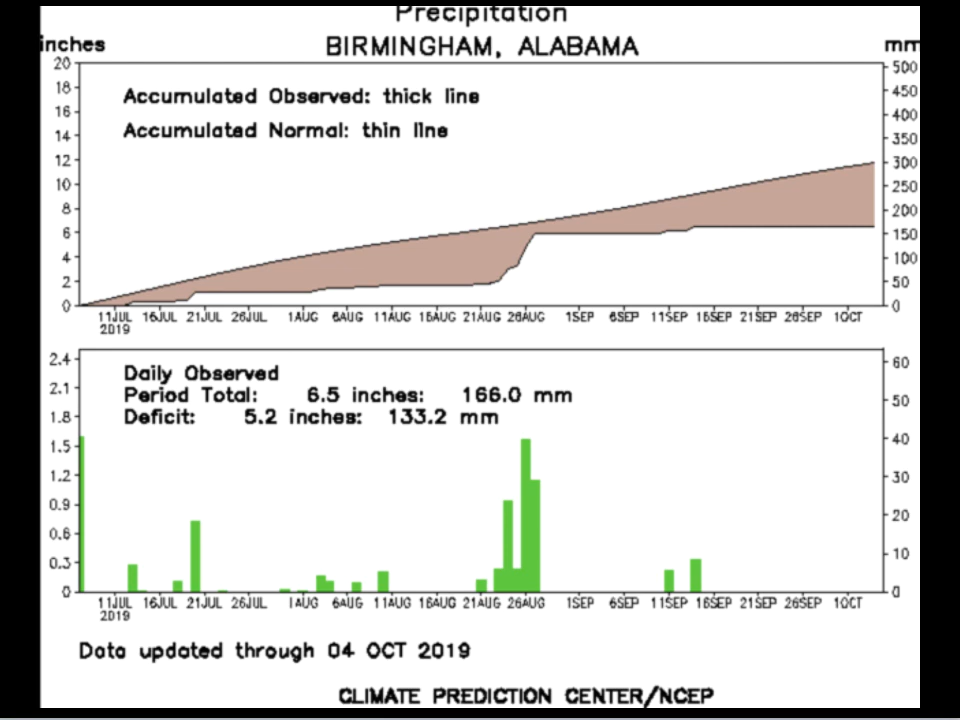 Precipitation
inches BIRMINGHAM, ALABAMA mm
20 500
18 450
16 400
14 350
12 300
10 250
8 200
6 150
4 100
2 50
0 0
Accumulated Observed: thick line
Accumulated Normal: thin line
11JUL 16JUL 21JUL 26JUL 1AUG 6AUG 11AUG 16AUG 21AUG 26AUG 1SEP 6SEP 11SEP 16SEP 21SEP 26SEP 1OCT
2019
2.4 60
2.1 50
1.8 40
1.5 30
1.2 20
0.9 10
0.6 0
0.3
0
Daily Observed
Period Total: 6.5 inches: 166.0 mm
Deficit: 5.2 inches: 133.2 mm
11JUL 16JUL 21JUL 26JUL 1AUG 6AUG 11AUG 16AUG 21AUG 26AUG 1SEP 6SEP 11SEP 16SEP 21SEP 26SEP 1OCT
2019
Data updated through 04 OCT 2019
CLIMATE PREDICTION CENTER/NCEP